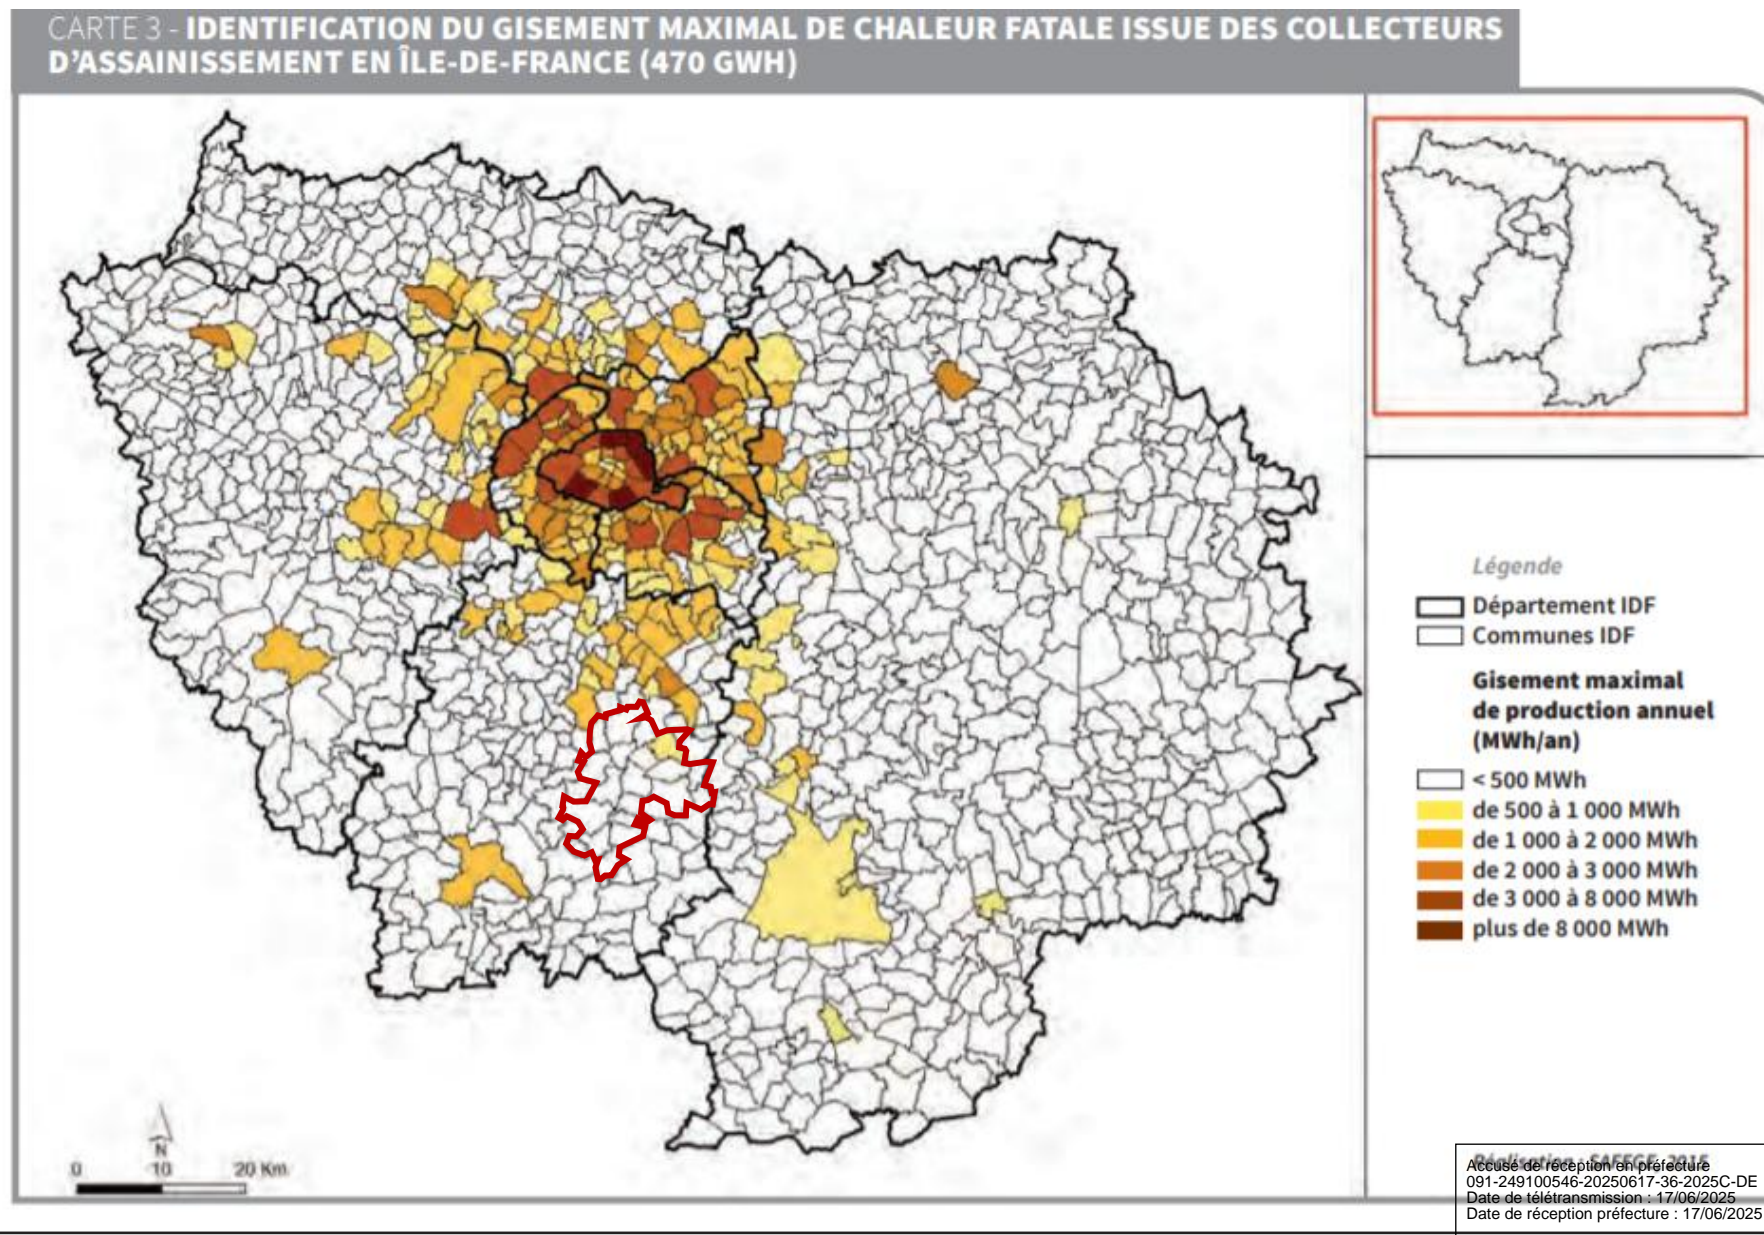 CARTE 3 - IDENTIFICATION DU GISEMENT MAXIMAL DE CHALEUR FATALE ISSUE DES COLLECTEURS
D'ASSAINISSEMENT EN ÎLE-DE-FRANCE (470 GWH)
Légende
Département IDF
Communes IDF
Gisement maximal
de production annuel
(MWh/an)
< 500 MWh
de 500 à 1 000 MWh
de 1 000 à 2 000 MWh
de 2 000 à 3 000 MWh
de 3 000 à 8 000 MWh
plus de 8 000 MWh
N
0 10 20 Km
Réalisation : SAFEGE, 2015
Accusé de réception en préfecture
091-249100546-20250617-36-2025C-DE
Date de télétransmission : 17/06/2025
Date de réception préfecture : 17/06/2025